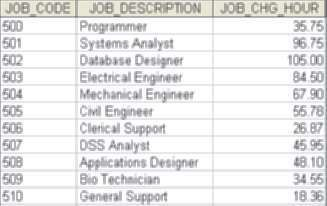 JOB_CODE JOB_DESCRIPTION JOB_CHG_HOUR
500 Programmer 35.75
501 Systems Analyst 96.75
502 Database Designer 105.00
503 Electrical Engineer 84.50
504 Mechanical Engineer 67.90
505 Civil Engineer 55.78
506 Clerical Support 26.87
507 DSS Analyst 45.95
508 Applications Designer 48.10
509 Bio Technician 34.55
510 General Support 18.36